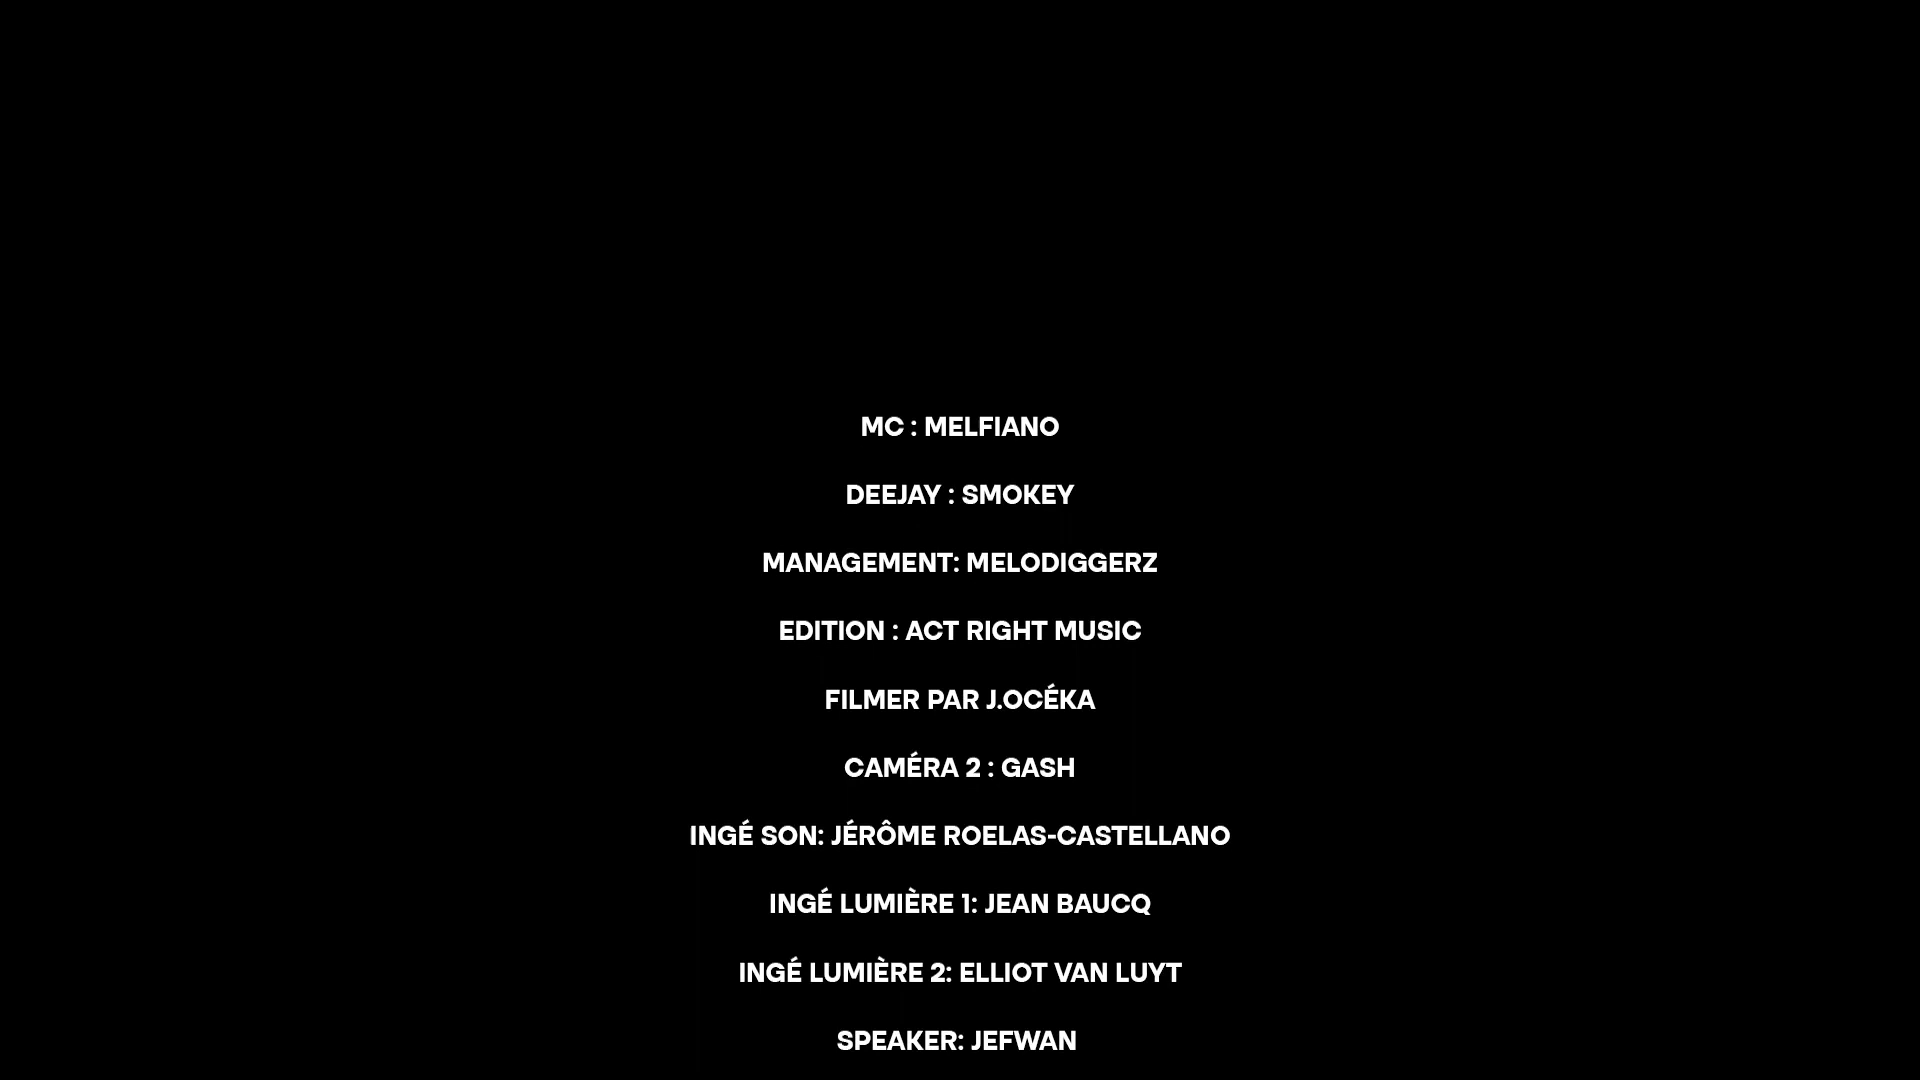 MC : MELFIANO
DEEJAY : SMOKEY
MANAGEMENT: MELODIGGERZ
EDITION : ACT RIGHT MUSIC
FILMER PAR J.OCÉKA
CAMÉRA 2 : GASH
INGÉ SON: JÉRÔME ROELAS-CASTELLANO
INGÉ LUMIÈRE 1: JEAN BAUCQ
INGÉ LUMIÈRE 2: ELLIOT VAN LUYT
SPEAKER: JEFWAN